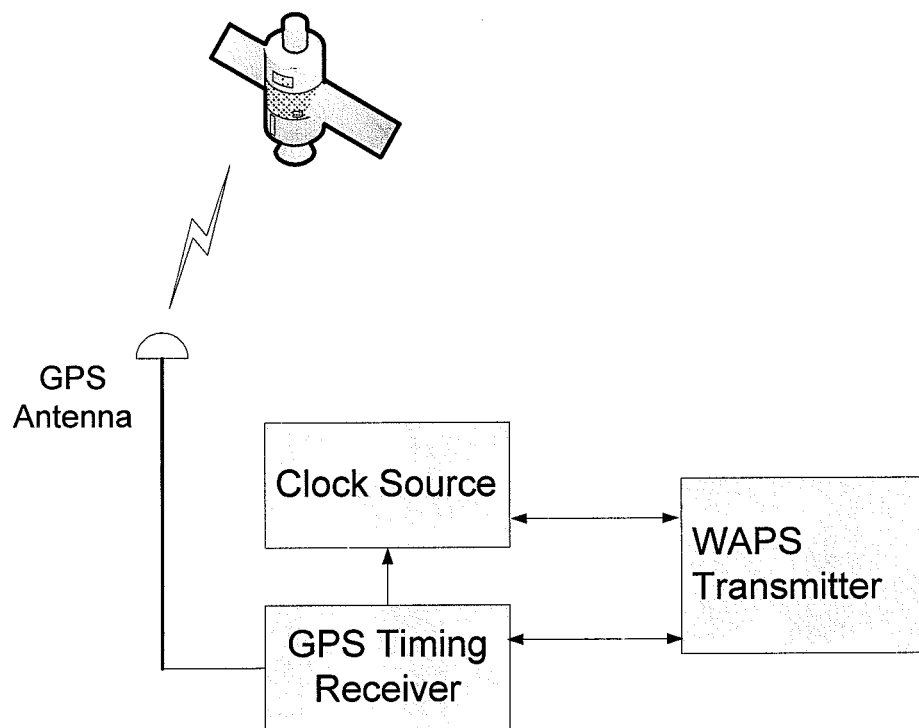 GPS
Antenna
Clock Source
WAPS
Transmitter
GPS Timing
Receiver